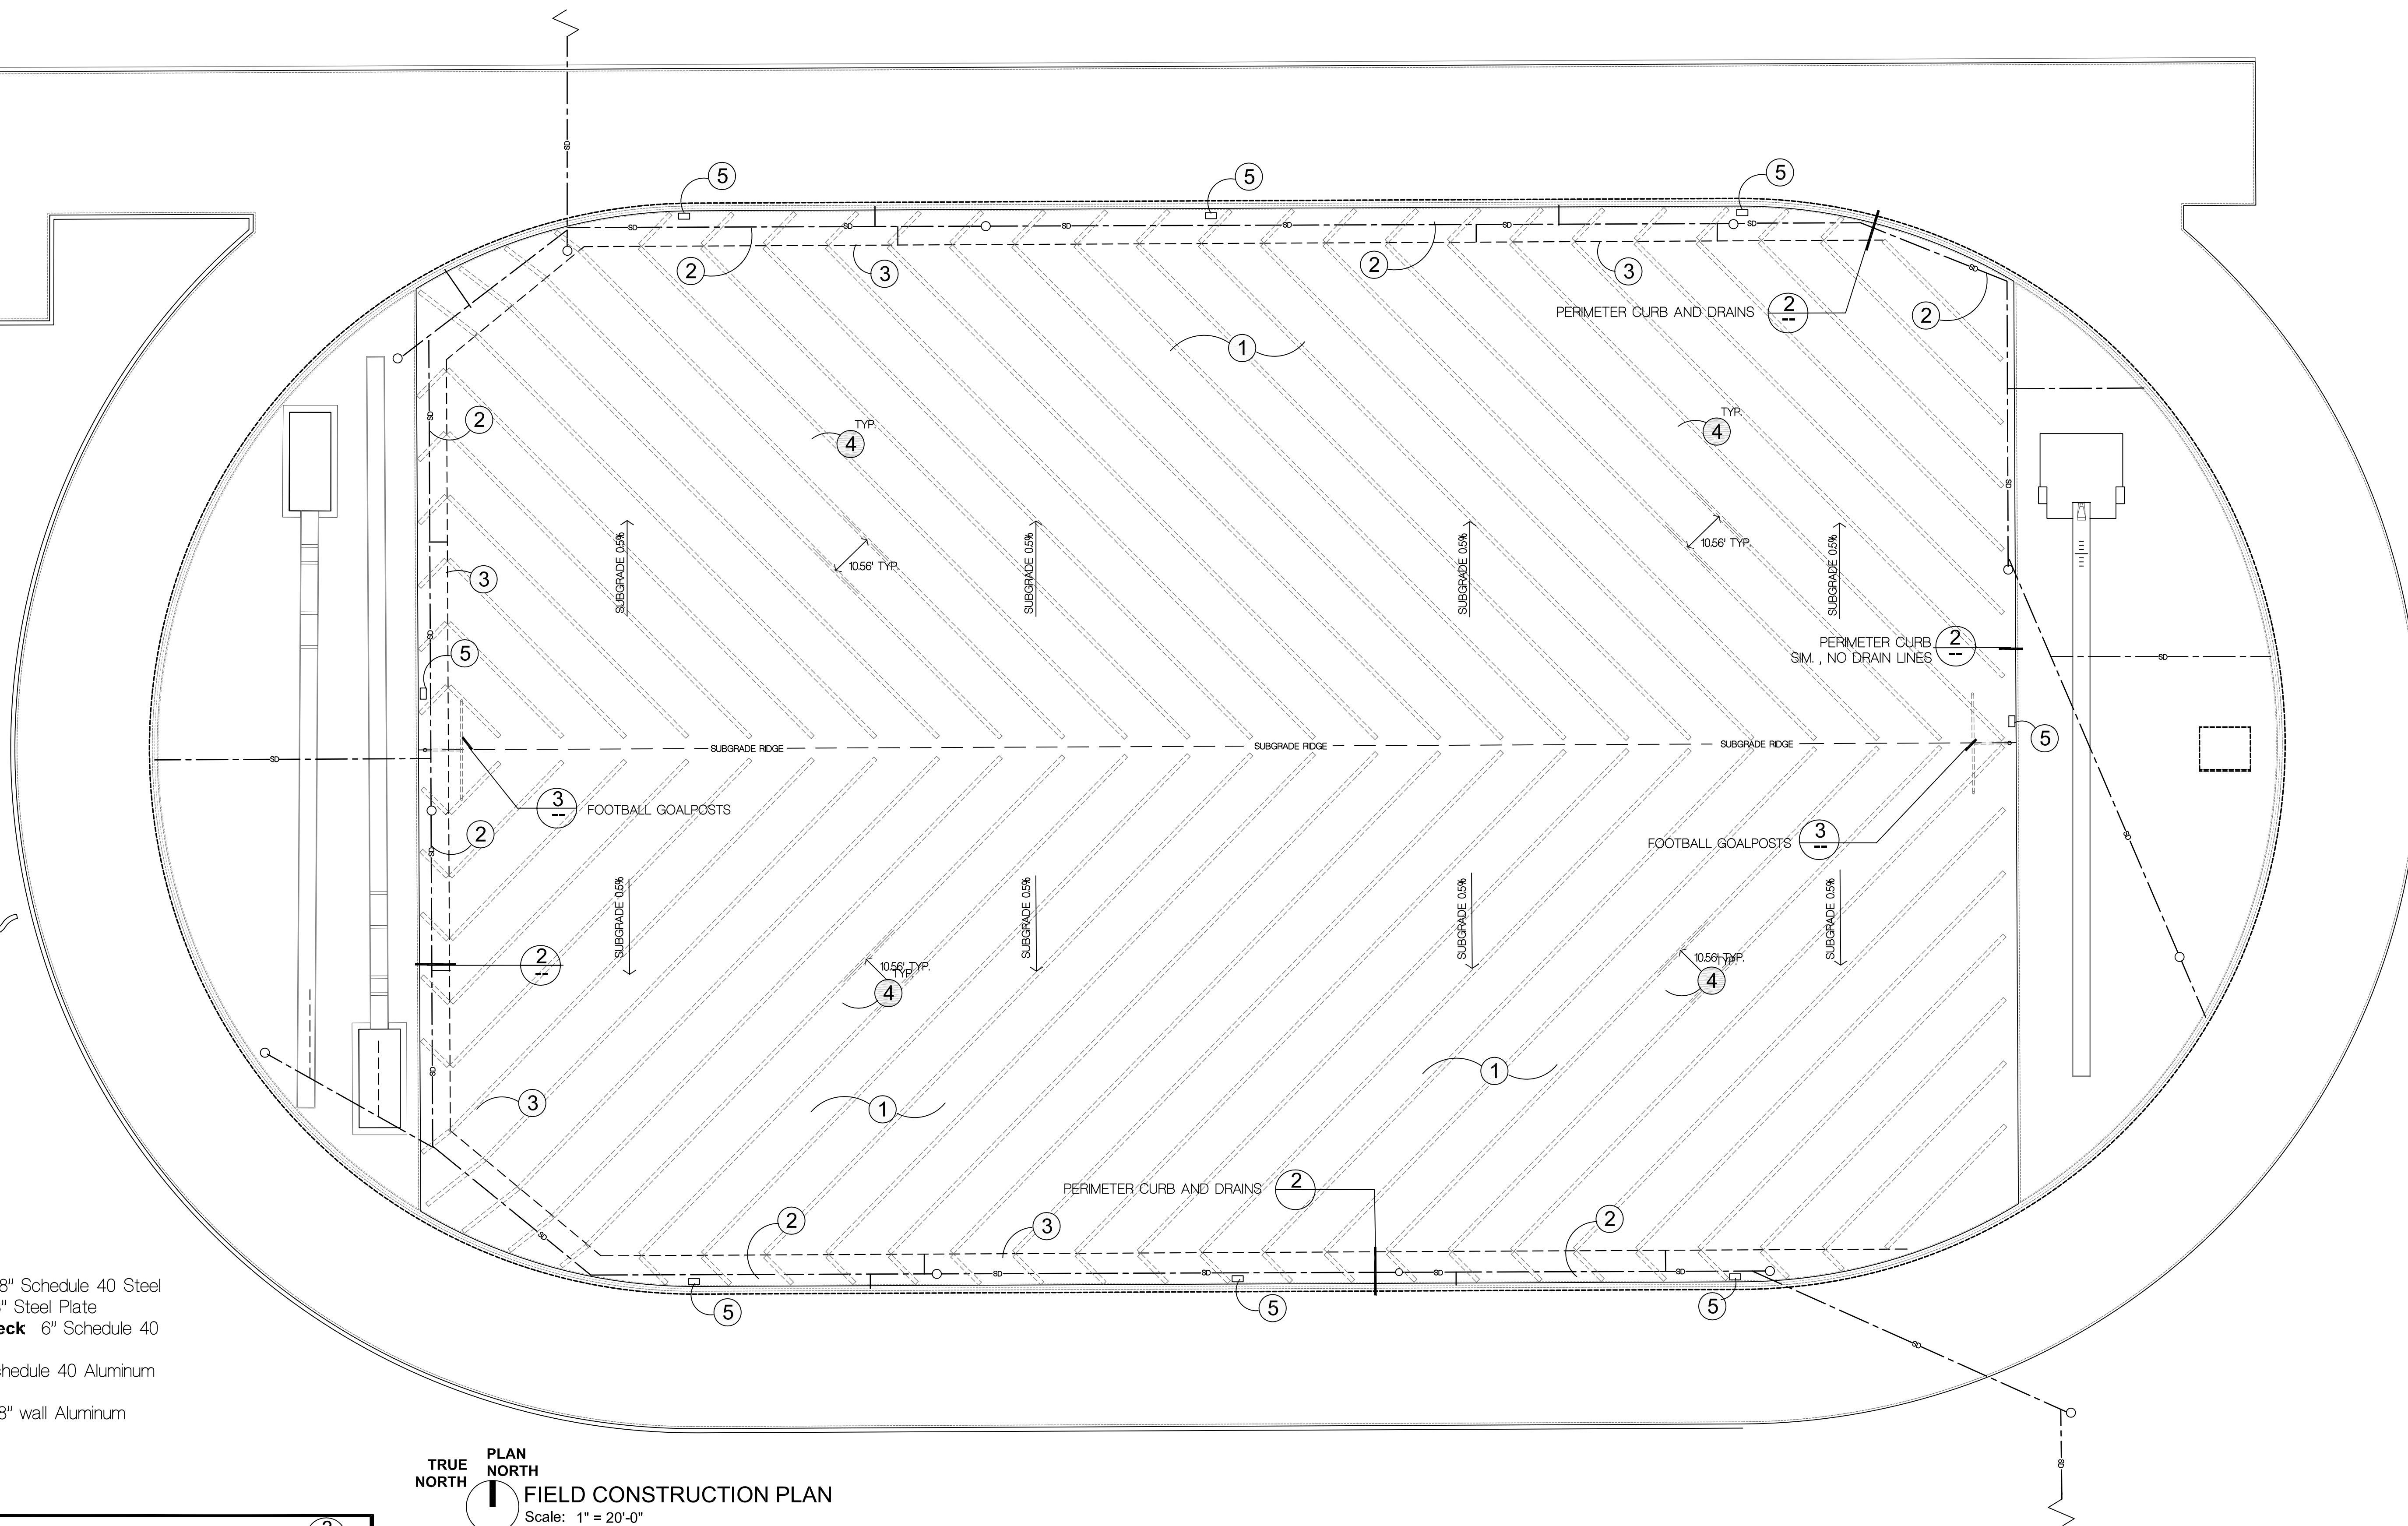 SD
5
5
5
SD
SD
SD
SD
SD
SD
2
3
2
3
SD
2
PERIMETER CURB AND DRAINS
2
--
1
SD
2
TYP.
4
TYP.
4
SD
10.56' TYP.
10.56' TYP.
SUBGRADE 0.5%
SUBGRADE 0.5%
SUBGRADE 0.5%
SUBGRADE 0.5%
3
SD
5
PERIMETER CURB
SIM. , NO DRAIN LINES
2
--
SD
SUBGRADE RIDGE
SUBGRADE RIDGE
SUBGRADE RIDGE
5
SD
3
--
FOOTBALL GOALPOSTS
FOOTBALL GOALPOSTS
3
--
2
SD
SD
SUBGRADE 0.5%
SUBGRADE 0.5%
SUBGRADE 0.5%
SUBGRADE 0.5%
2
--
10.56' TYP.
TYP.
4
10.56' TYP.
TYP.
4
SD
1
3
1
PERIMETER CURB AND DRAINS
2
--
2
3
2
SD
SD
SD
SD
SD
5
5
5
SD
8" Schedule 40 Steel
" Steel Plate
eck 6" Schedule 40
chedule 40 Aluminum
8" wall Aluminum
SD
TRUE
NORTH
PLAN
NORTH
FIELD CONSTRUCTION PLAN
Scale: 1" = 20'-0"